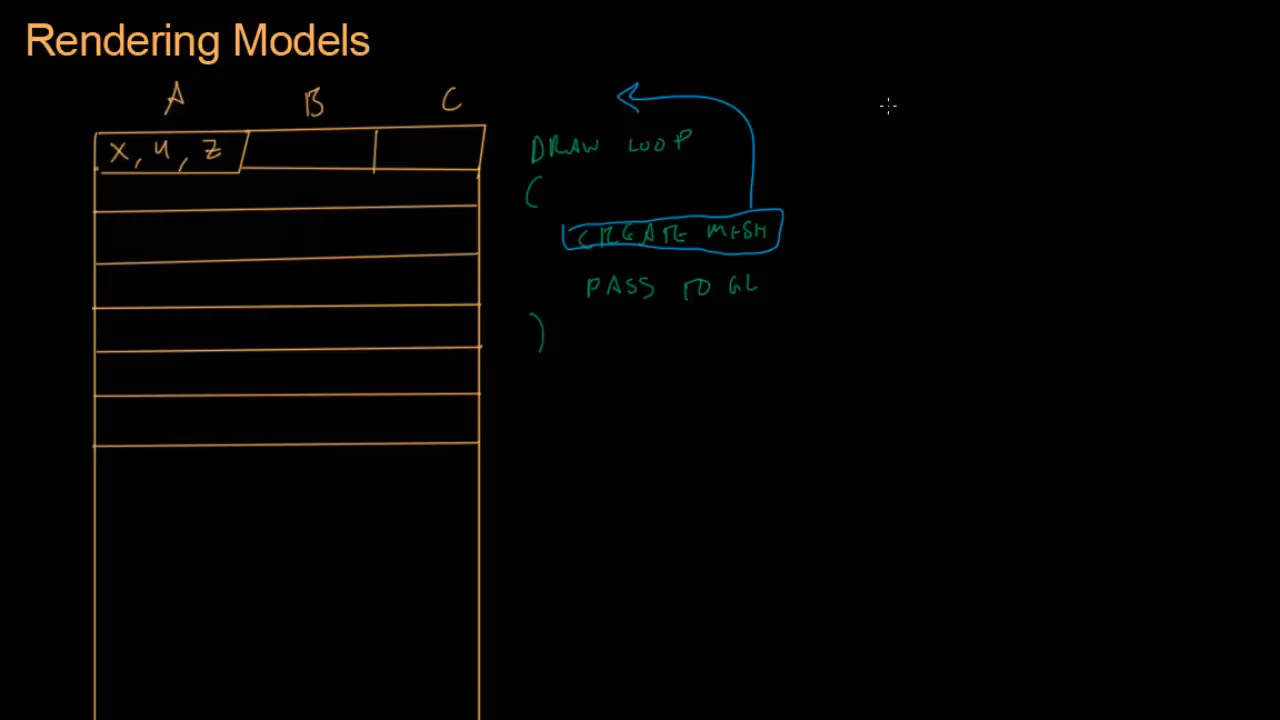 Rendering Models
A B C
x, y, z
DRAW LOOP
(
CREATE MESH
PASS TO GL
)